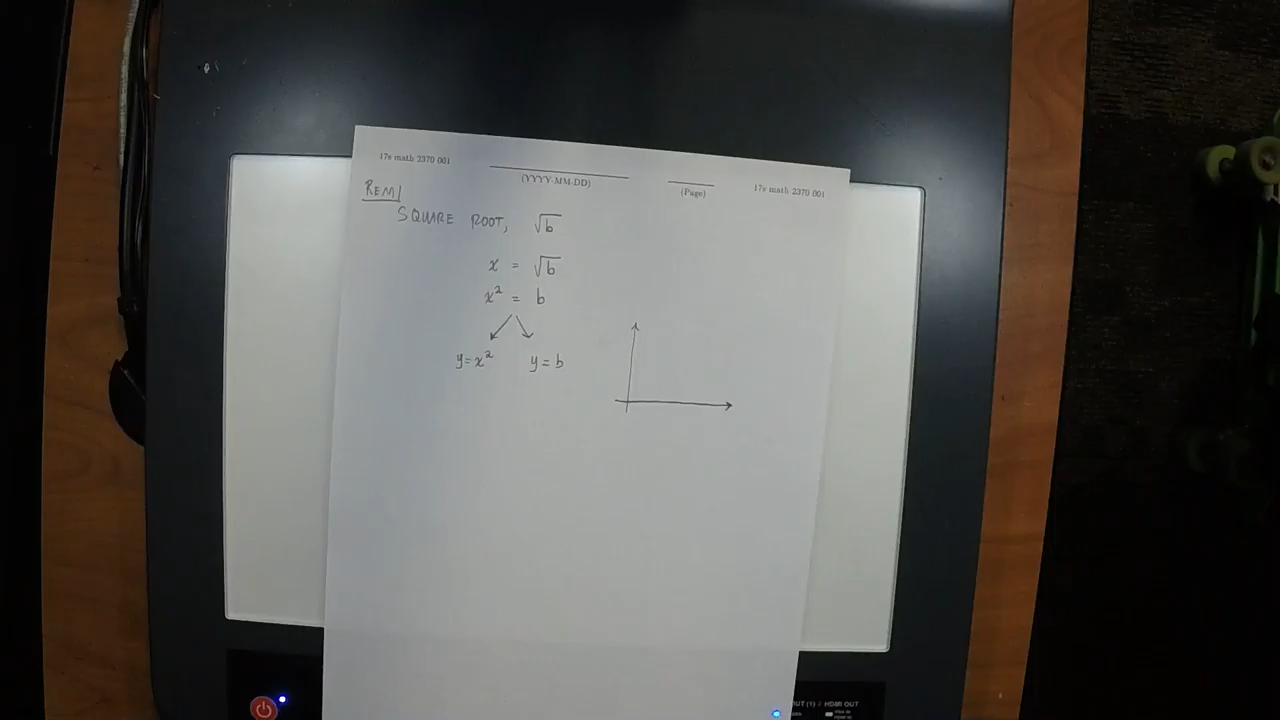 17s math 2370 001
(YYYY-MM-DD)
(Page)
17s math 2370 001
REM
SQUARE ROOT, √b
x = √b
x² = b
y=x² y=b